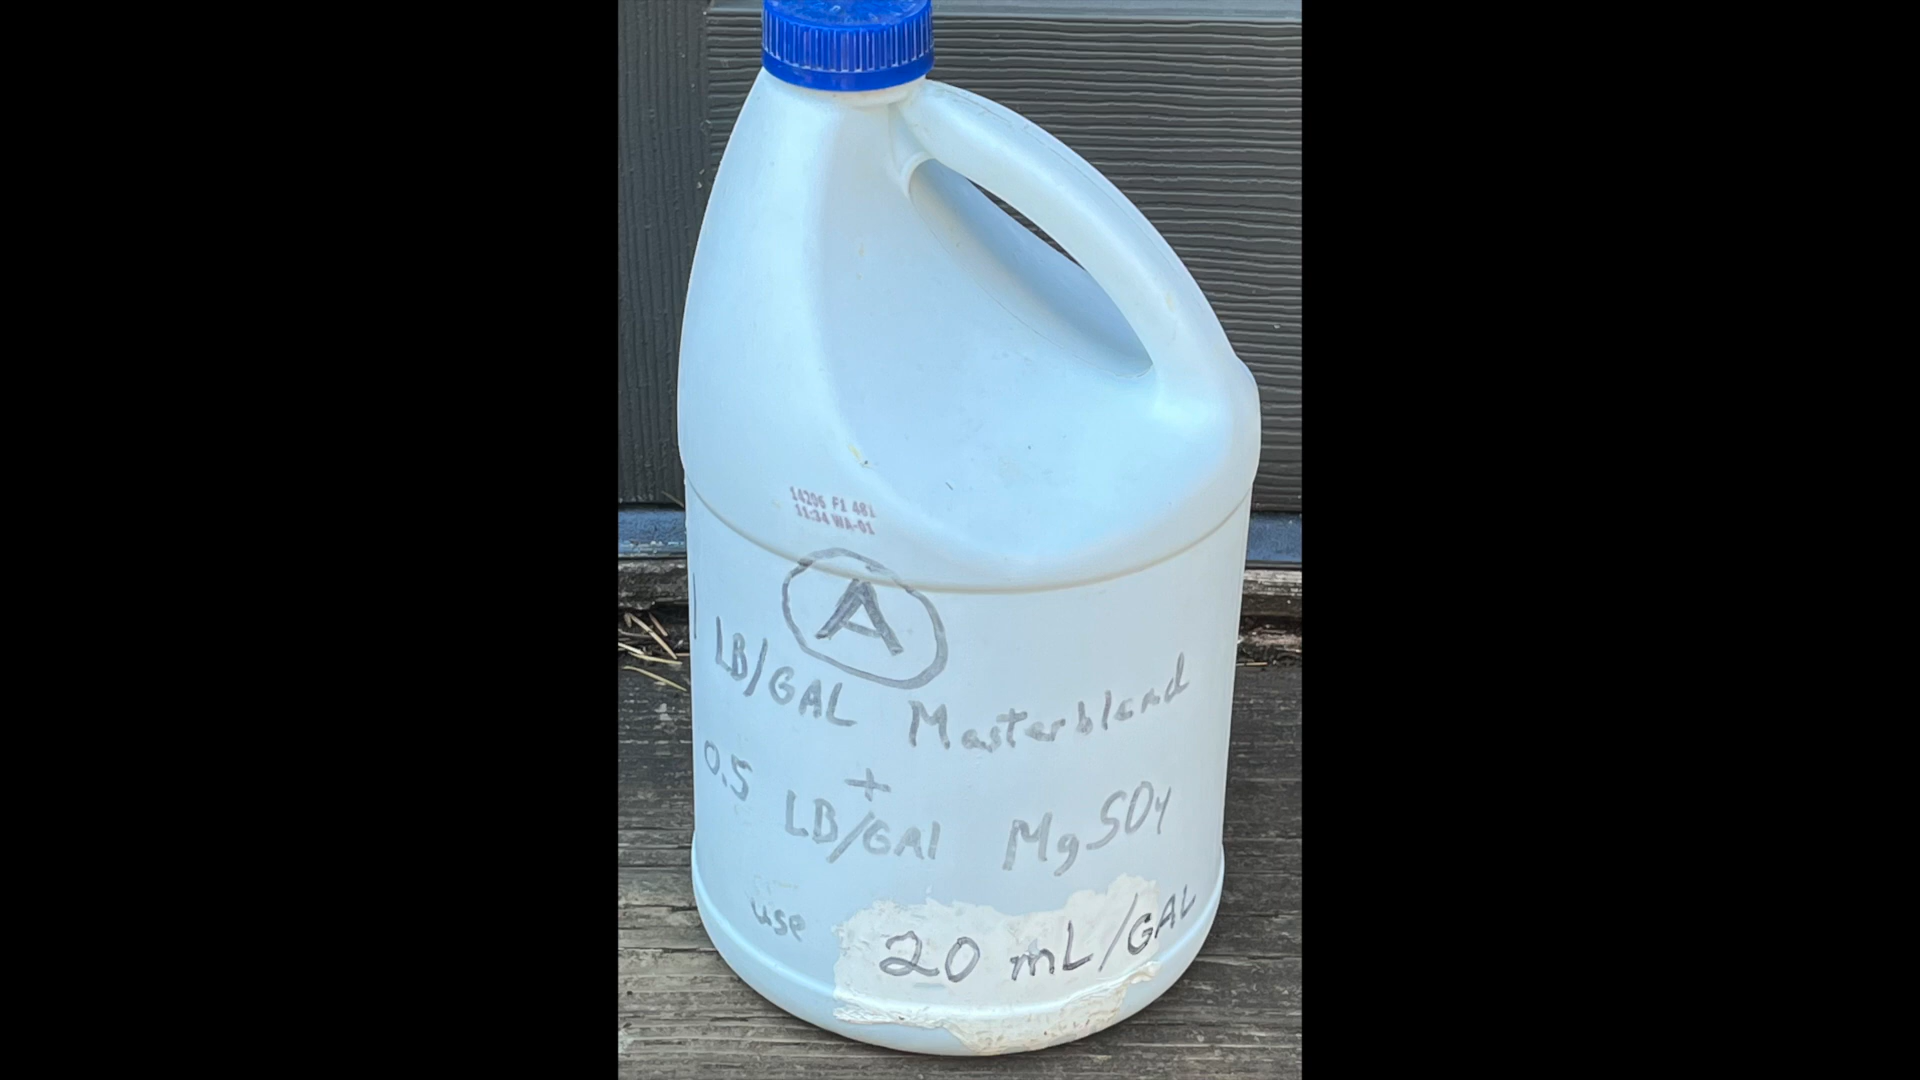 14206 F1 481
11:34 WA-01
A
1 LB/GAL Masterblend
+
0.5 LB/GAl MgSO4
use 20 mL/GAL